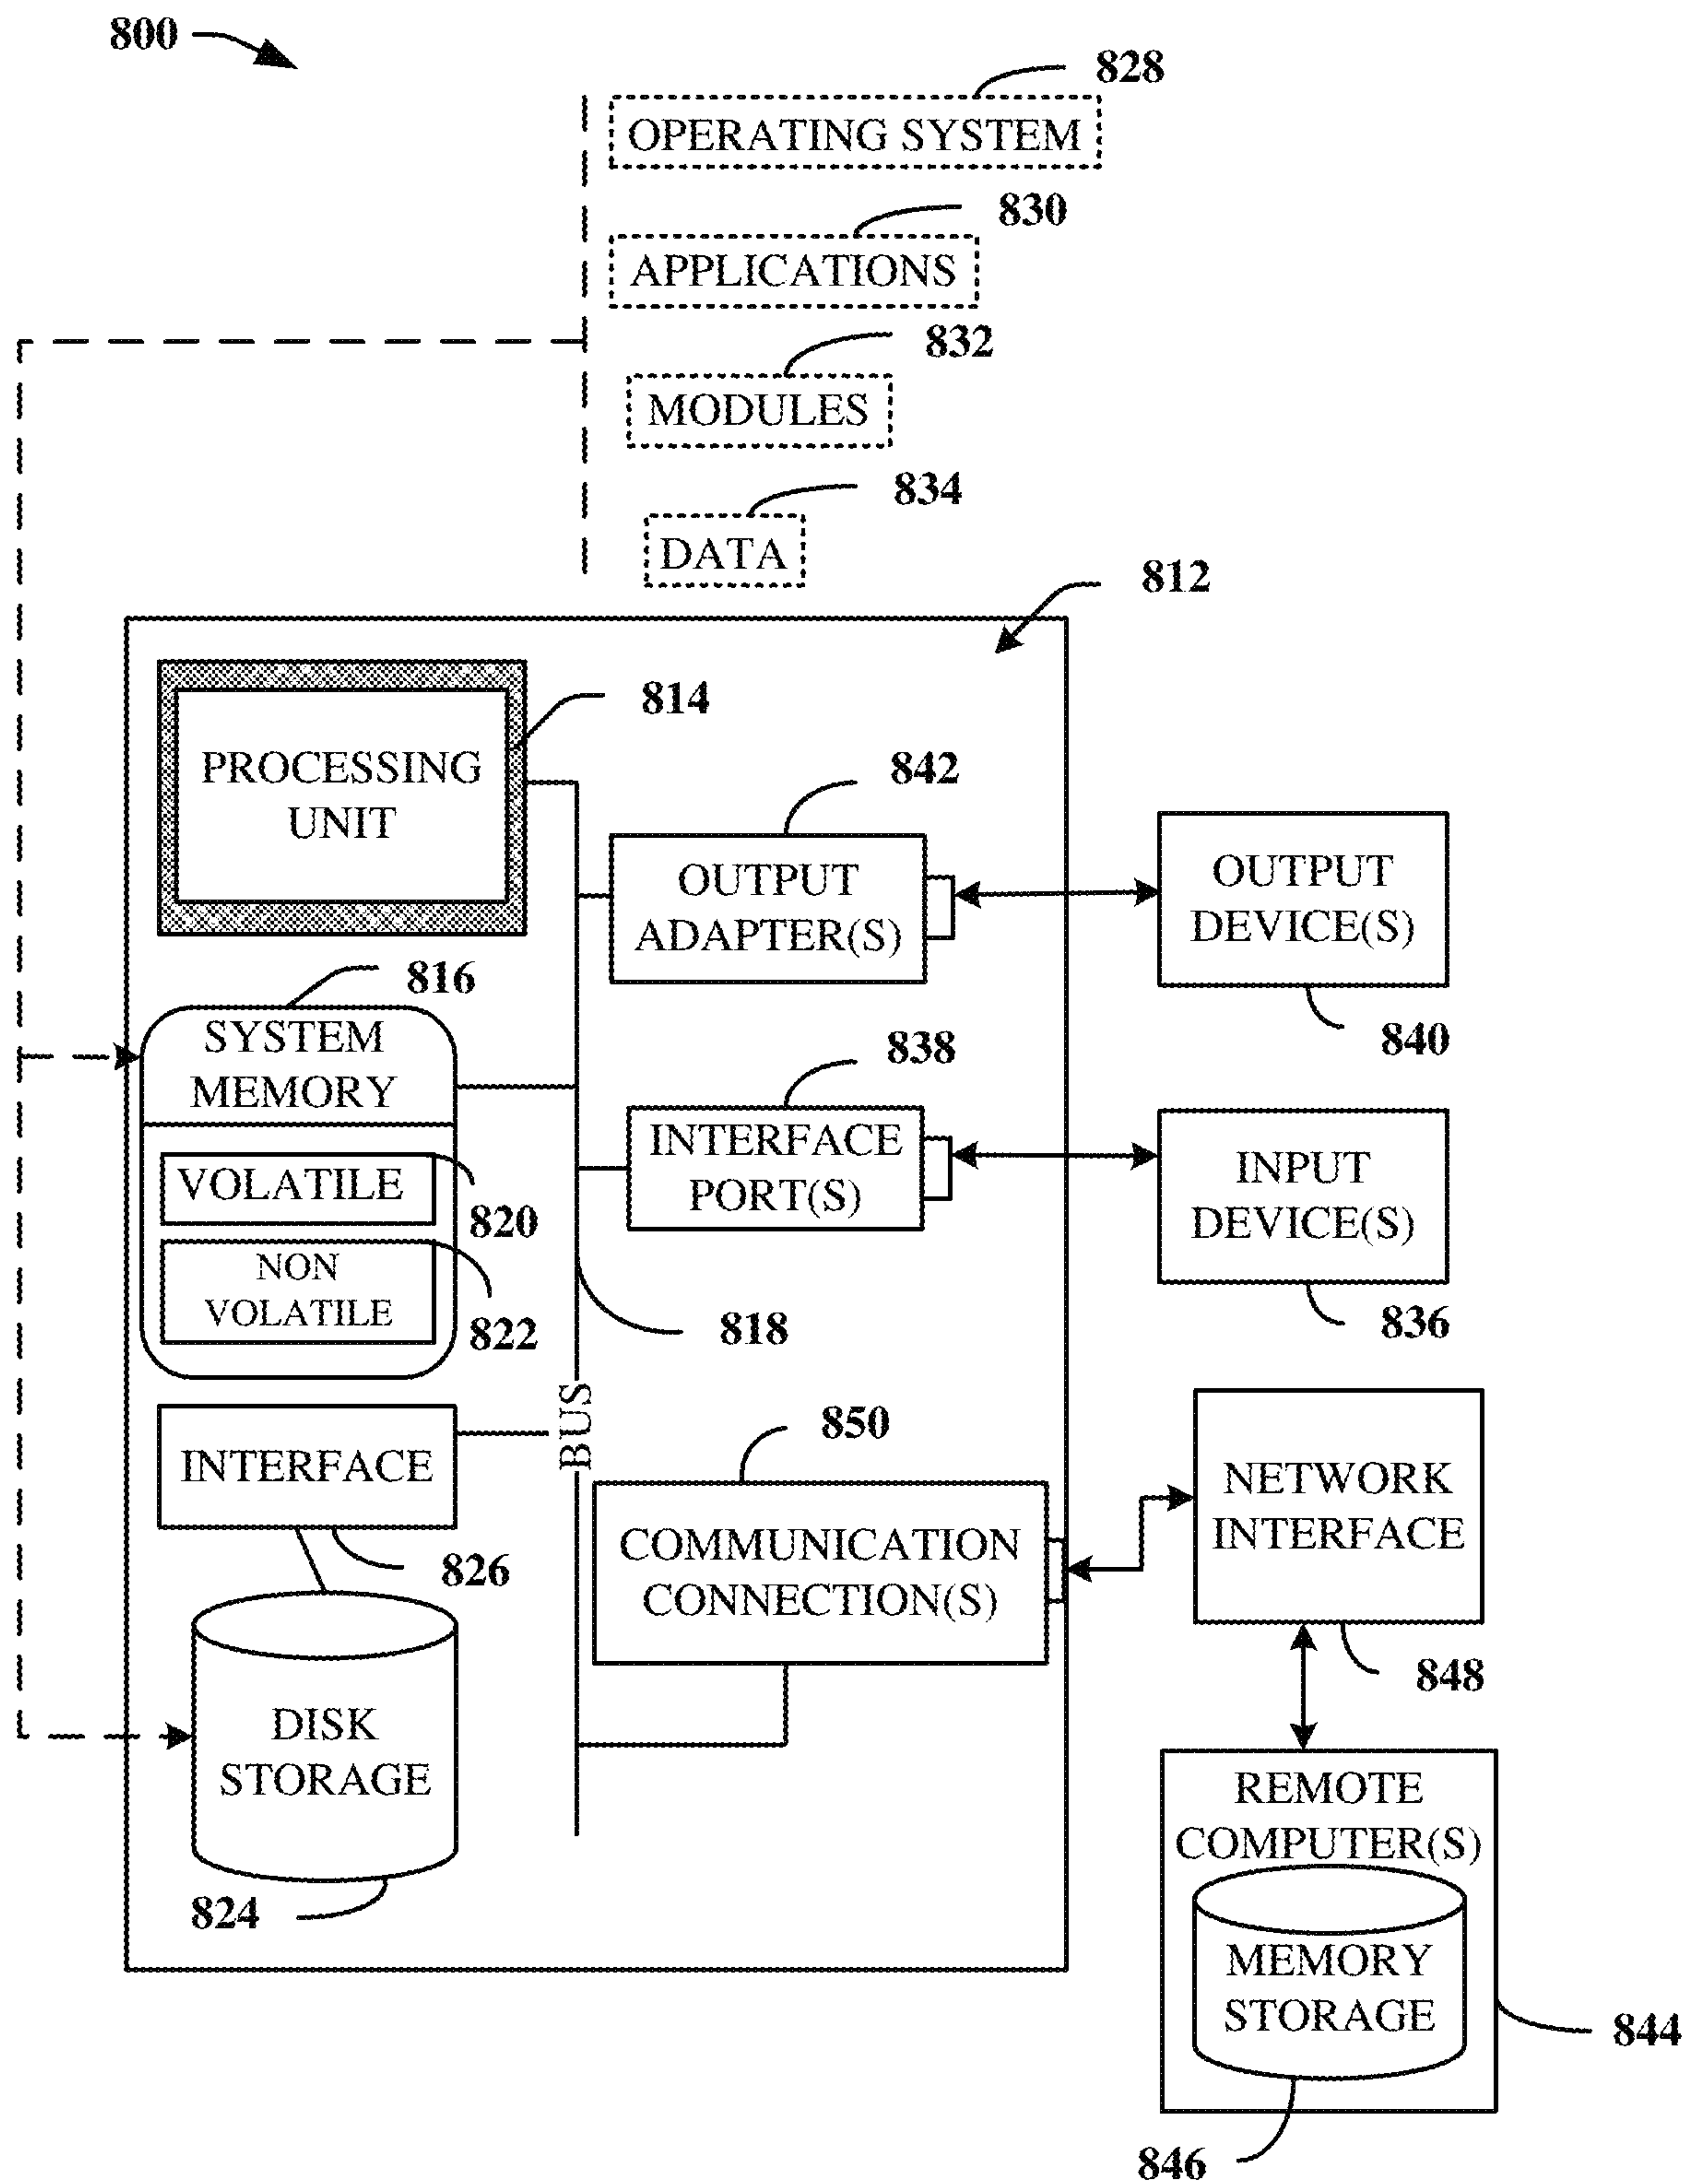 800
828
OPERATING SYSTEM
830
APPLICATIONS
832
MODULES
834
DATA
812
814
PROCESSING
UNIT
842
OUTPUT
ADAPTER(S)
OUTPUT
DEVICE(S)
840
816
SYSTEM
MEMORY
838
INTERFACE
PORT(S)
INPUT
DEVICE(S)
836
VOLATILE
820
NON
VOLATILE
822
818
BUS
850
INTERFACE
826
COMMUNICATION
CONNECTION(S)
NETWORK
INTERFACE
848
DISK
STORAGE
824
REMOTE
COMPUTER(S)
MEMORY
STORAGE
844
846